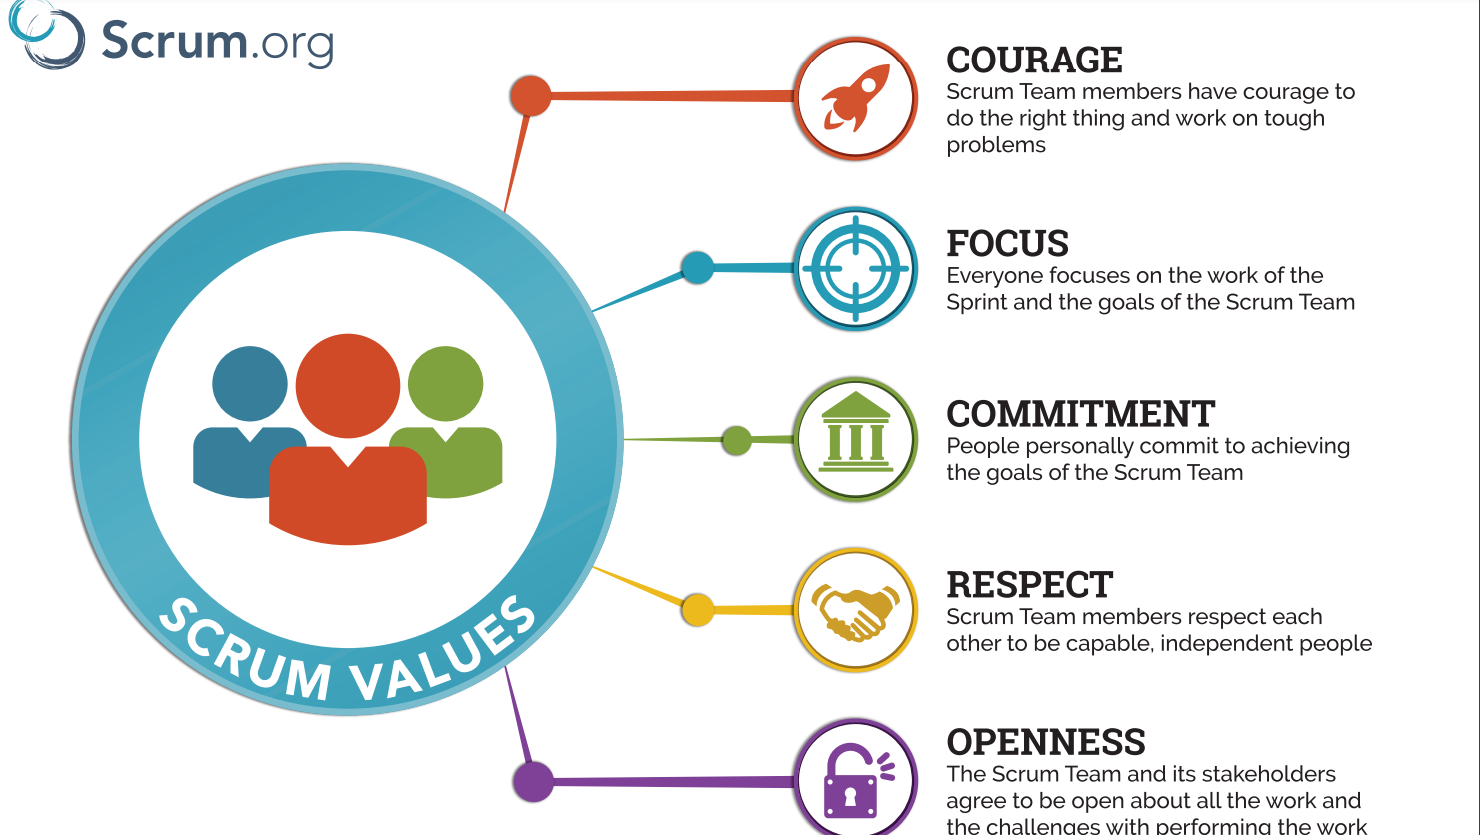 Scrum.org
COURAGE
Scrum Team members have courage to
do the right thing and work on tough
problems
FOCUS
Everyone focuses on the work of the
Sprint and the goals of the Scrum Team
COMMITMENT
People personally commit to achieving
the goals of the Scrum Team
RESPECT
Scrum Team members respect each
other to be capable, independent people
SCRUM VALUES
OPENNESS
The Scrum Team and its stakeholders
agree to be open about all the work and
the challenges with performing the work